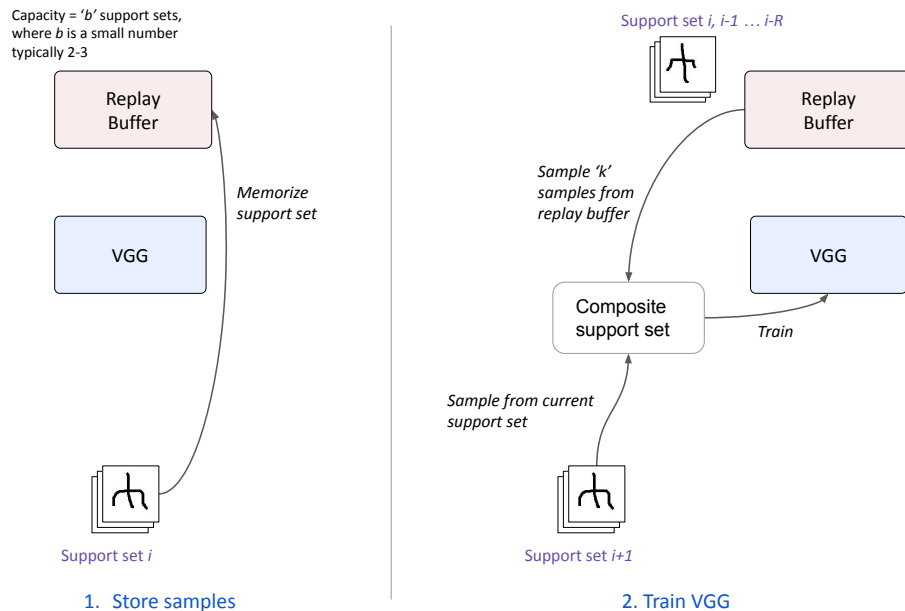 Capacity = ‘b’ support sets,
where b is a small number
typically 2-3
Replay
Buffer
Memorize
support set
VGG
Support set i
1. Store samples
Support set i, i-1 … i-R
Replay
Buffer
Sample ‘k’
samples from
replay buffer
VGG
Composite
support set
Train
Sample from current
support set
Support set i+1
2. Train VGG